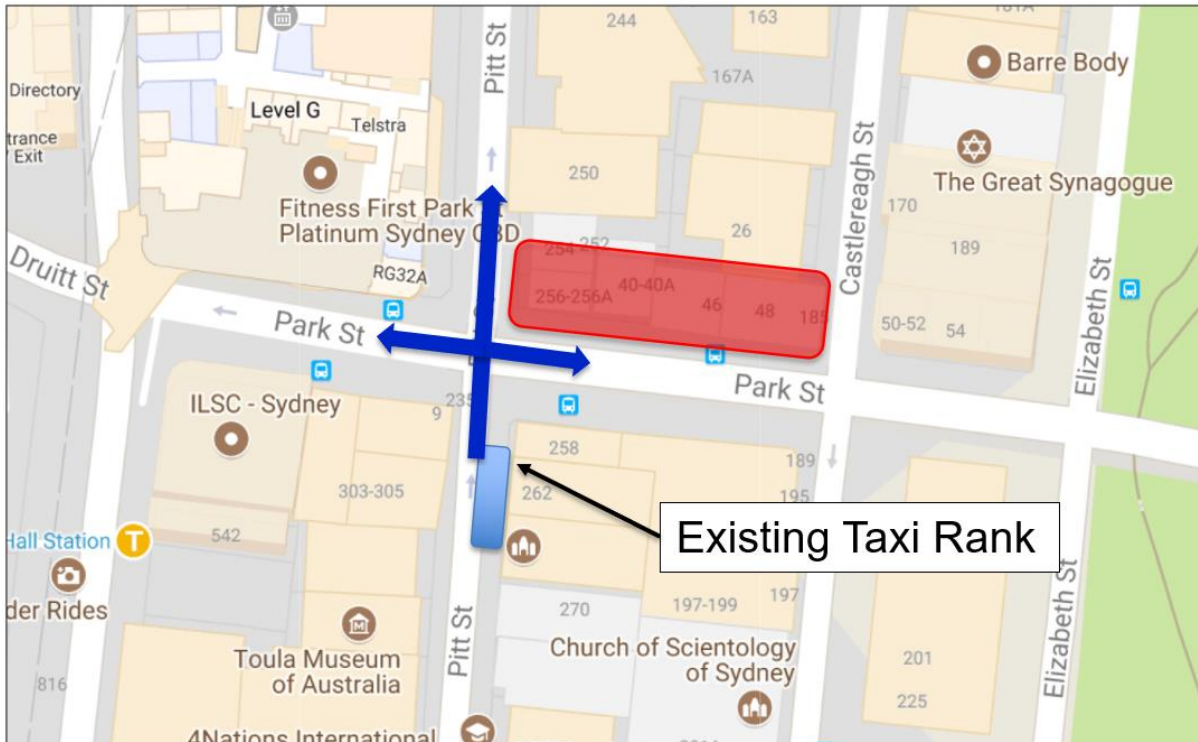 244
163
181A
Pitt St
Barre Body
167A
Directory
Level G
Telstra
Castlereagh St
The Great Synagogue
250
170
Fitness First Park
Platinum Sydney CBD
189
26
254
252
RG32A
40-40A
256-256A
46
48
185
50-52
54
Elizabeth St
Druitt St
Park St
Park St
ILSC - Sydney
235
9
258
189
303-305
262
195
542
Existing Taxi Rank
Hall Station
T
der Rides
270
197-199
197
Pitt St
Church of Scientology
of Sydney
Toula Museum
of Australia
M
201
225
Elizabeth St
816
4Nations International